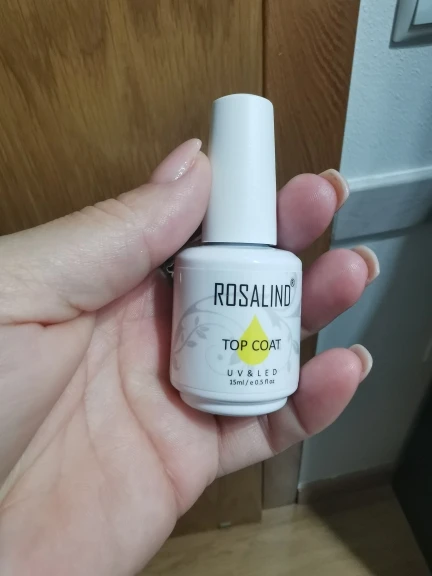 ROSALIND®
TOP COAT
UV & LED
15ml / e 0.5 fl oz